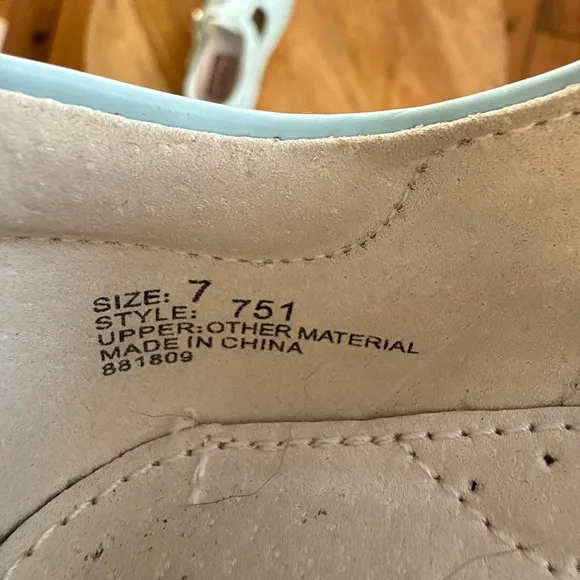 SIZE: 7
STYLE: 751
UPPER:OTHER MATERIAL
MADE IN CHINA
881809